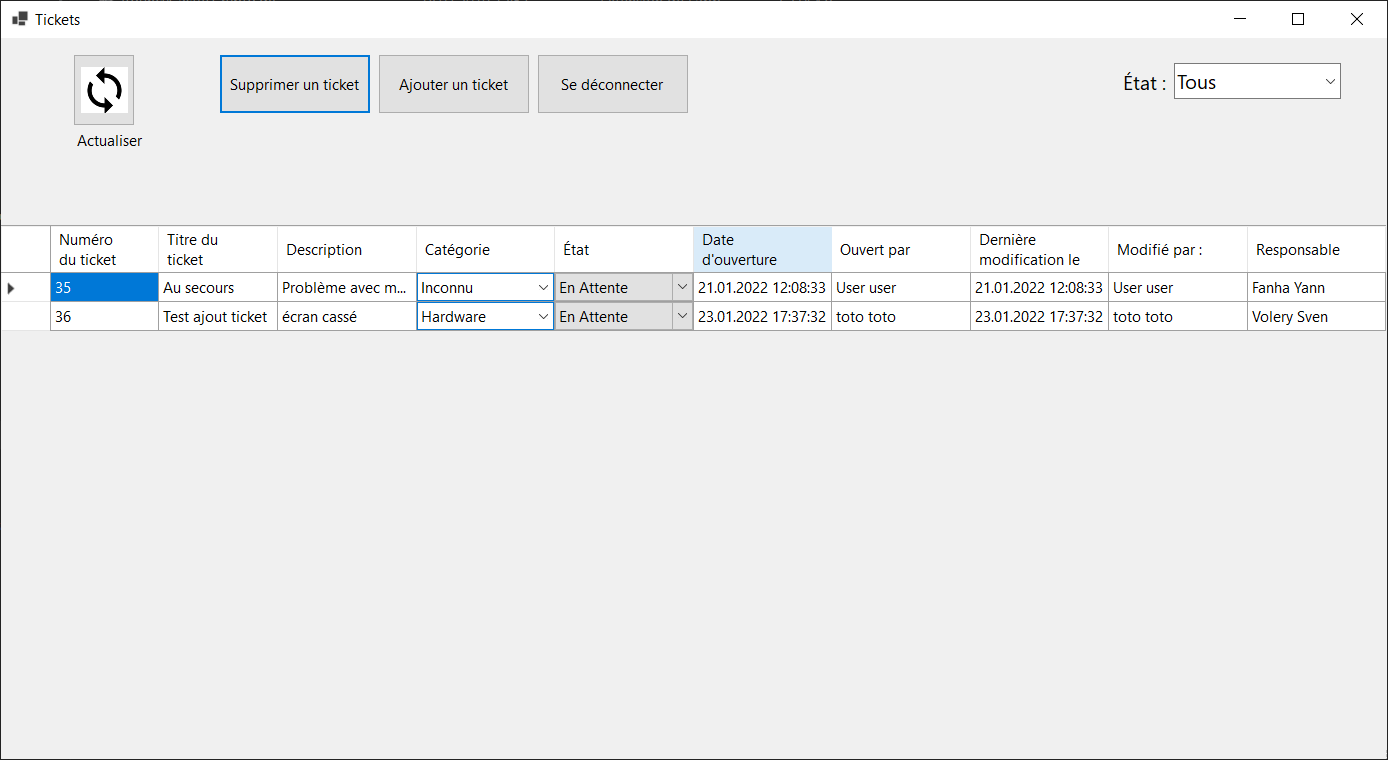 Tickets
Supprimer un ticket
Ajouter un ticket
Se déconnecter
État :
Tous
Actualiser
Numéro
du ticket
Titre du
ticket
Description
Catégorie
État
Date
d'ouverture
Ouvert par
Dernière
modification le
Modifié par :
Responsable
35 Au secours Problème avec m... Inconnu En Attente 21.01.2022 12:08:33 User user 21.01.2022 12:08:33 User user Fanha Yann
36 Test ajout ticket écran cassé Hardware En Attente 23.01.2022 17:37:32 toto toto 23.01.2022 17:37:32 toto toto Volery Sven